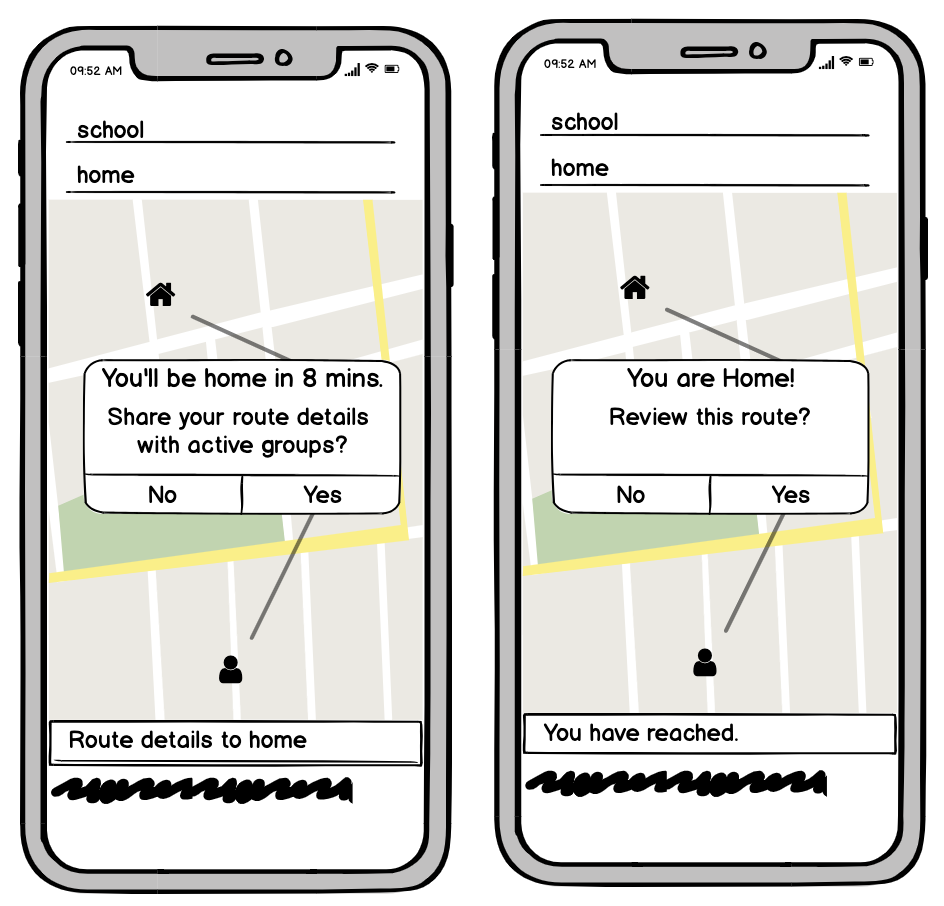 09:52 AM
school
home
You'll be home in 8 mins.
Share your route details
with active groups?
No
Yes
Route details to home
09:52 AM
school
home
You are Home!
Review this route?
No
Yes
You have reached.